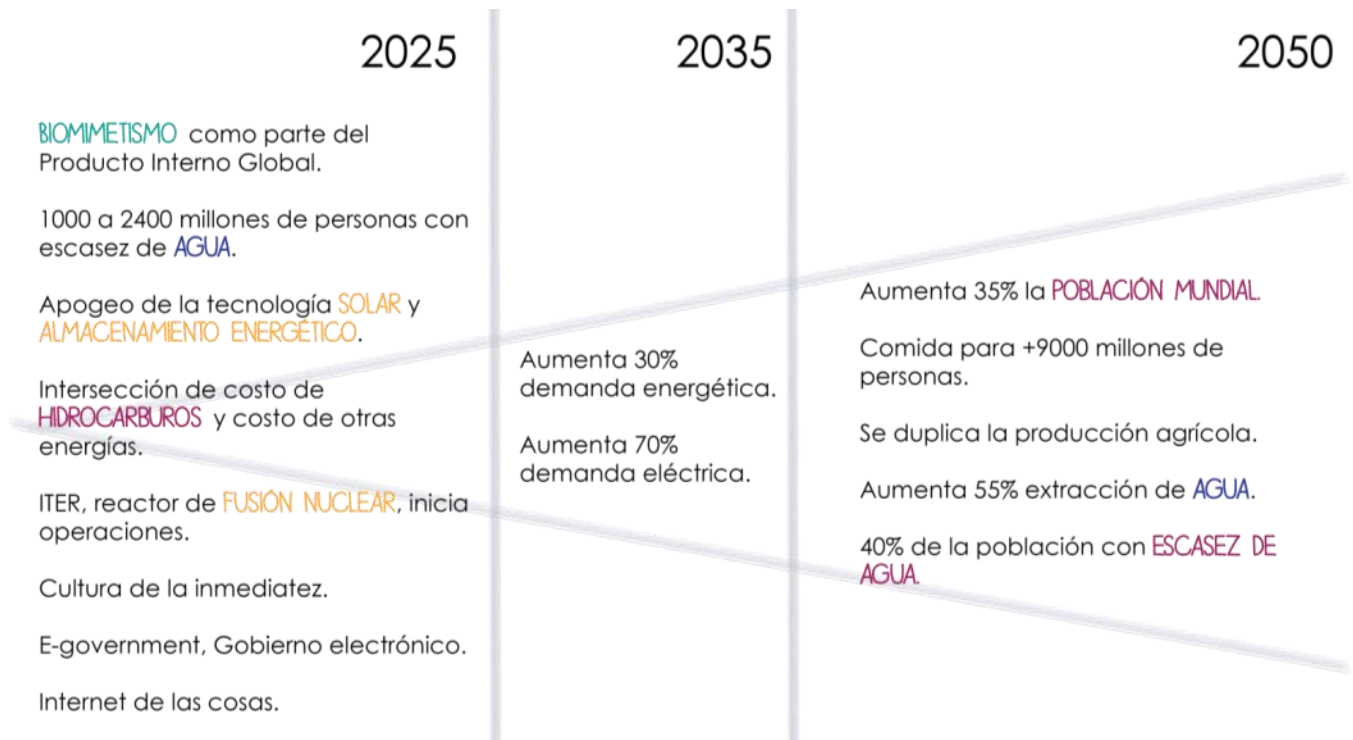 2025
BIOMIMETISMO como parte del
Producto Interno Global.
1000 a 2400 millones de personas con
escasez de AGUA.
Apogeo de la tecnología SOLAR y
ALMACENAMIENTO ENERGÉTICO.
Intersección de costo de
HIDROCARBUROS y costo de otras
energías.
ITER, reactor de FUSIÓN NUCLEAR, inicia
operaciones.
Cultura de la inmediatez.
E-government, Gobierno electrónico.
Internet de las cosas.
2035
Aumenta 30%
demanda energética.
Aumenta 70%
demanda eléctrica.
2050
Aumenta 35% la POBLACIÓN MUNDIAL.
Comida para +9000 millones de
personas.
Se duplica la producción agrícola.
Aumenta 55% extracción de AGUA.
40% de la población con ESCASEZ DE
AGUA.